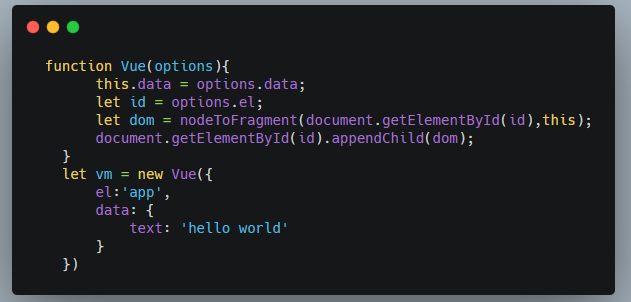 function Vue(options){
this.data = options.data;
let id = options.el;
let dom = nodeToFragment(document.getElementById(id),this);
document.getElementById(id).appendChild(dom);
}
let vm = new Vue({
el:'app',
data: {
text: 'hello world'
}
})